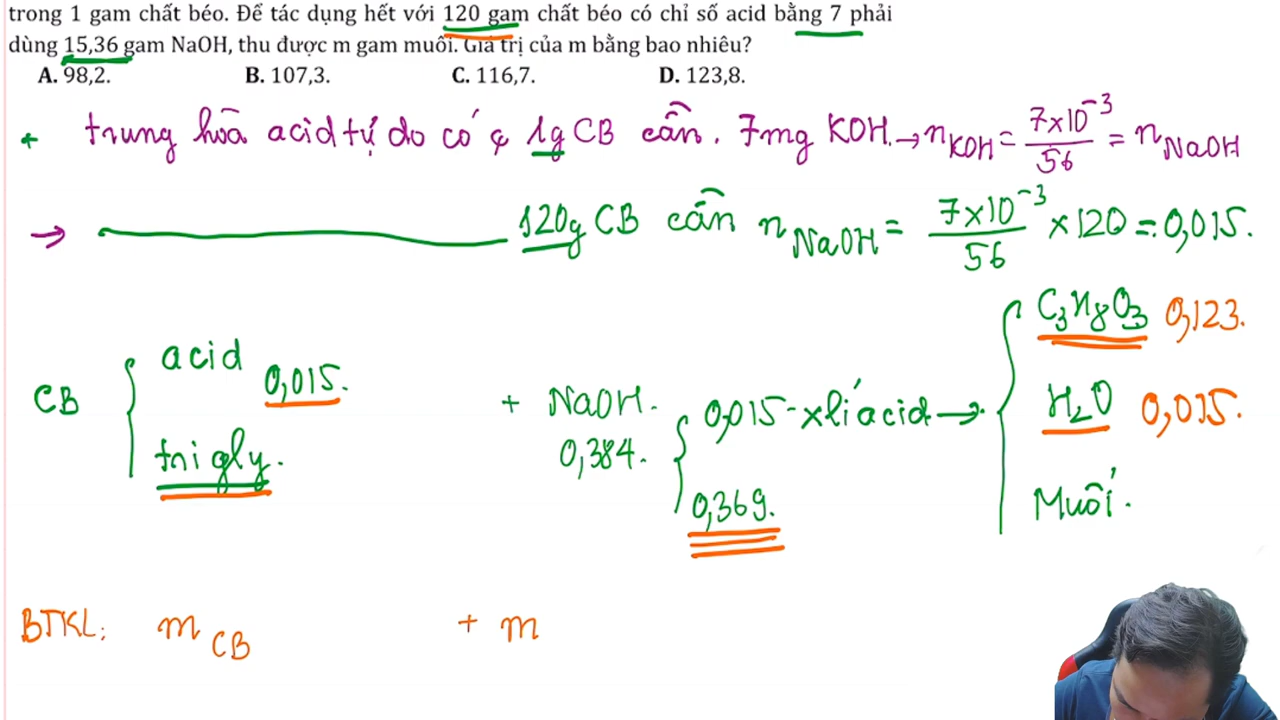 trong 1 gam chất béo. Để tác dụng hết với 120 gam chất béo có chỉ số acid bằng 7 phải
dùng 15,36 gam NaOH, thu được m gam muối. Giá trị của m bằng bao nhiêu?
A. 98,2. B. 107,3. C. 116,7. D. 123,8.
+ trung hòa acid tự do có ç 1g CB cần. 7mg KOH. → nKOH = 7×10⁻³/56 = nNaOH
→ 120g CB cần nNaOH = 7×10⁻³/56 × 120 = 0,015.
CB { acid 0,015.
trigly.
+ NaOH. 0,384.
{ 0,015 - xlí acid →
0,369.
{ C3H8O3 0,123.
H2O 0,015.
Muối.
BTKL: mCB + m